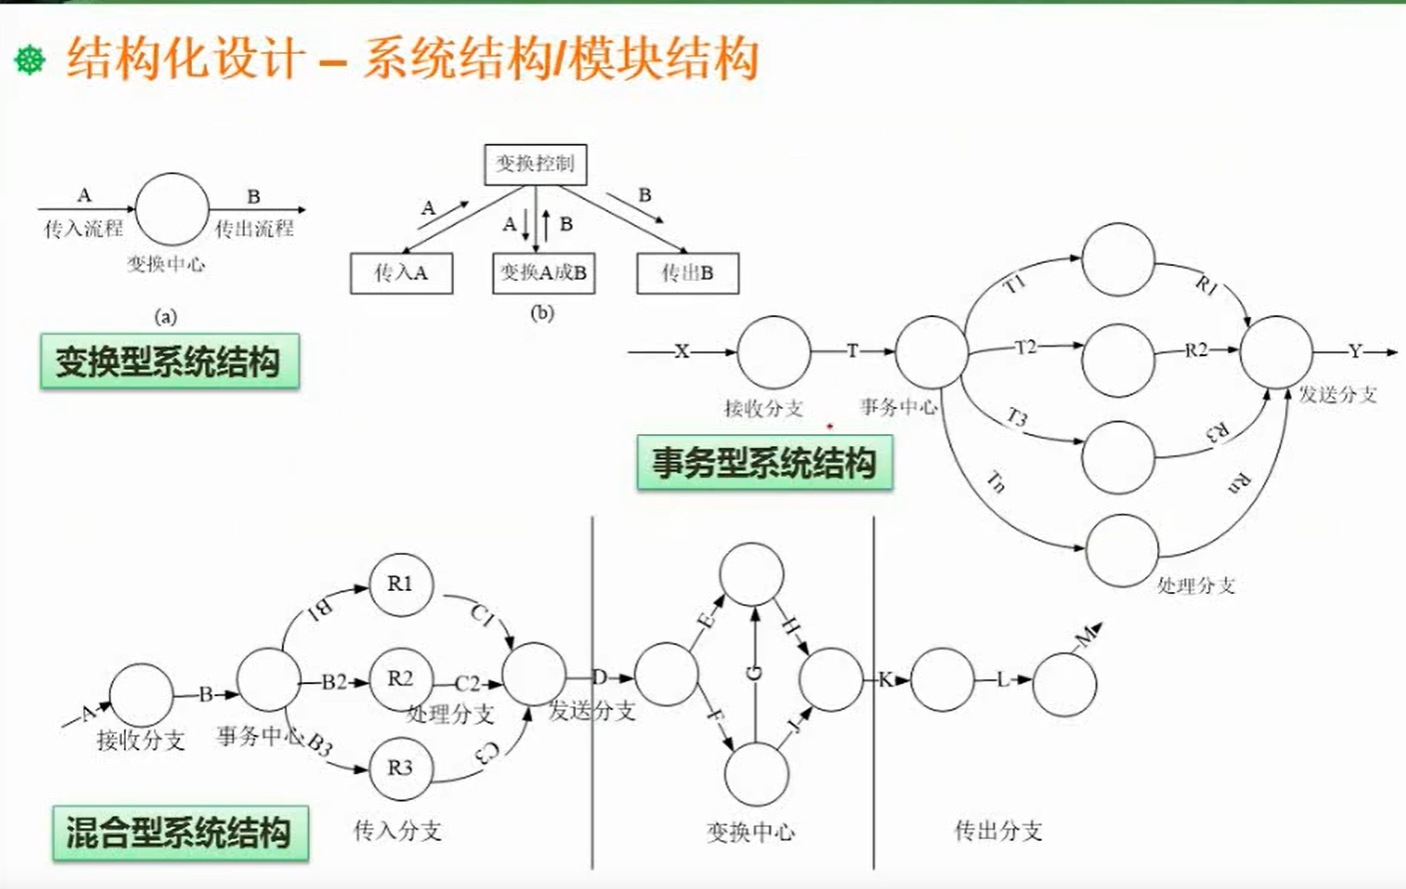 结构化设计 – 系统结构/模块结构
A
B
传入流程
传出流程
变换中心
(a)
变换控制
A
A
B
B
传入A
变换A成B
传出B
(b)
变换型系统结构
X
T
T1
T2
T3
Tn
R1
R2
R3
Rn
Y
接收分支
事务中心
发送分支
处理分支
事务型系统结构
A
B
B1
B2
B3
R1
R2
R3
C1
C2
C3
D
接收分支
事务中心
处理分支
发送分支
E
F
G
H
J
K
L
M
混合型系统结构
传入分支
变换中心
传出分支